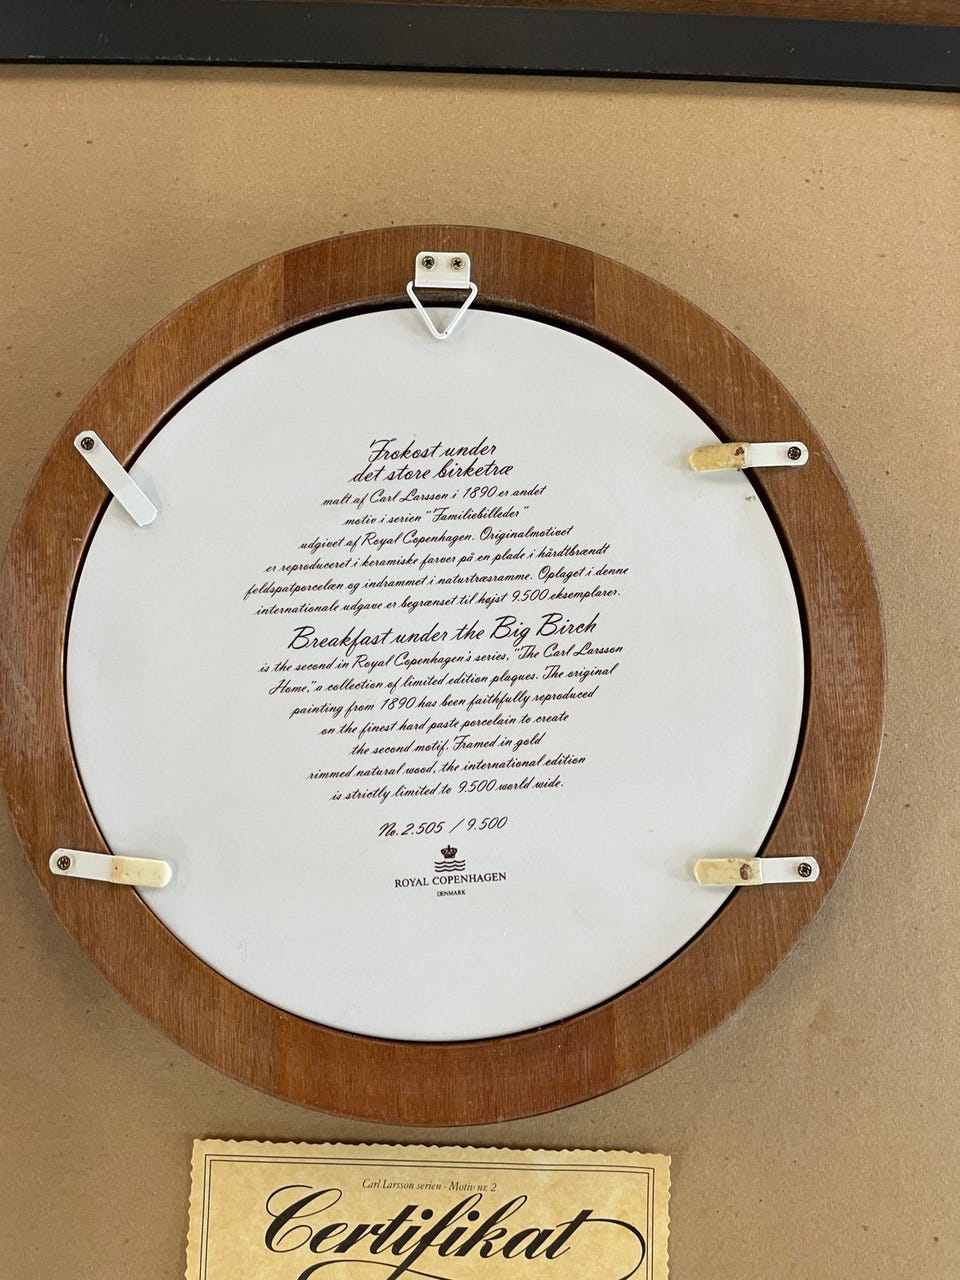 Frokost under
det store birketræ
malt af Carl Larsson i 1890 er andet
motiv i serien "Familiebilleder"
udgivet af Royal Copenhagen. Originalmotivet
er reproduceret i keramiske farver på en plade i hårdtbrændt
feldspatporcelæn og indrammet i naturtræsramme. Oplaget i denne
internationale udgave er begrænset til højst 9.500 eksemplarer.
Breakfast under the Big Birch
is the second in Royal Copenhagen's series, "The Carl Larsson
Home," a collection of limited edition plaques. The original
painting from 1890 has been faithfully reproduced
on the finest hard paste porcelain to create
the second motif. Framed in gold
rimmed natural wood, the international edition
is strictly limited to 9.500 world wide.
No. 2.505 / 9.500
ROYAL COPENHAGEN
DENMARK
Carl Larsson serien - Motiv nr. 2
Certifikat